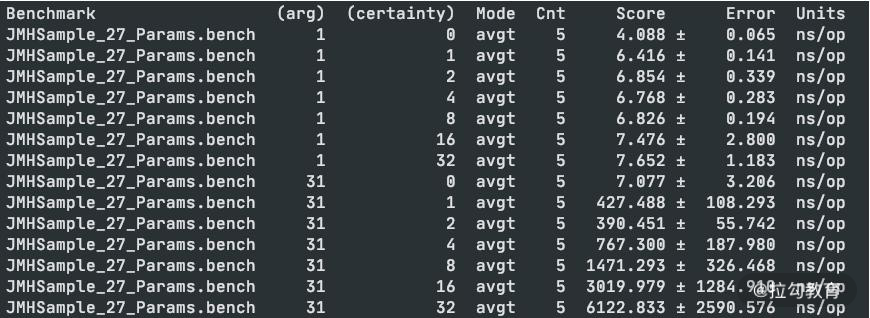 Benchmark (arg) (certainty) Mode Cnt Score Error Units
JMHSample_27_Params.bench 1 0 avgt 5 4.088 ± 0.065 ns/op
JMHSample_27_Params.bench 1 1 avgt 5 6.416 ± 0.141 ns/op
JMHSample_27_Params.bench 1 2 avgt 5 6.854 ± 0.339 ns/op
JMHSample_27_Params.bench 1 4 avgt 5 6.768 ± 0.283 ns/op
JMHSample_27_Params.bench 1 8 avgt 5 6.826 ± 0.194 ns/op
JMHSample_27_Params.bench 1 16 avgt 5 7.476 ± 2.800 ns/op
JMHSample_27_Params.bench 1 32 avgt 5 7.652 ± 1.183 ns/op
JMHSample_27_Params.bench 31 0 avgt 5 7.077 ± 3.206 ns/op
JMHSample_27_Params.bench 31 1 avgt 5 427.488 ± 108.293 ns/op
JMHSample_27_Params.bench 31 2 avgt 5 390.451 ± 55.742 ns/op
JMHSample_27_Params.bench 31 4 avgt 5 767.300 ± 187.980 ns/op
JMHSample_27_Params.bench 31 8 avgt 5 1471.293 ± 326.468 ns/op
JMHSample_27_Params.bench 31 16 avgt 5 3019.979 ± 1284.910 ns/op
JMHSample_27_Params.bench 31 32 avgt 5 6122.833 ± 2590.576 ns/op
@拉勾教育